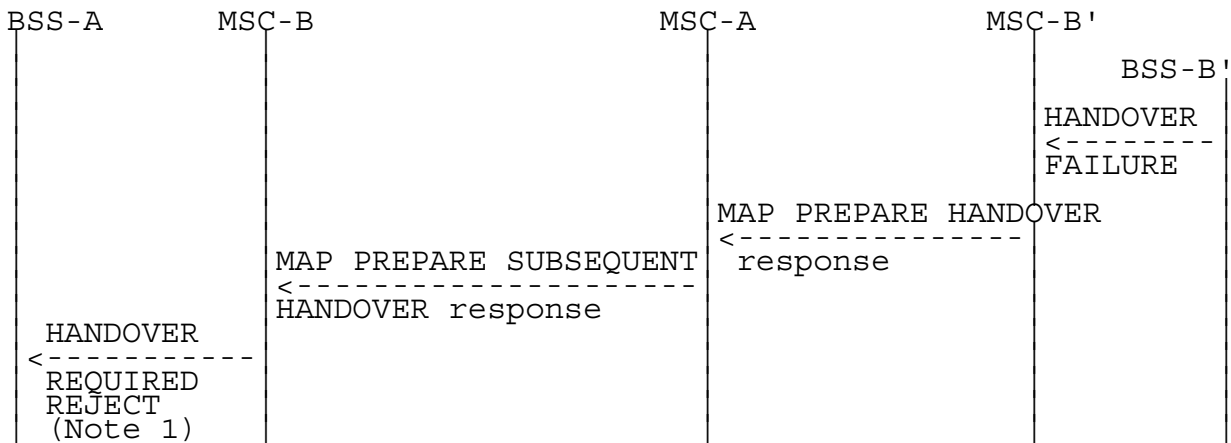 BSS-A MSC-B MSC-A MSC-B'
BSS-B'
HANDOVER
FAILURE
MAP PREPARE HANDOVER
response
MAP PREPARE SUBSEQUENT
HANDOVER response
HANDOVER
REQUIRED
REJECT
(Note 1)